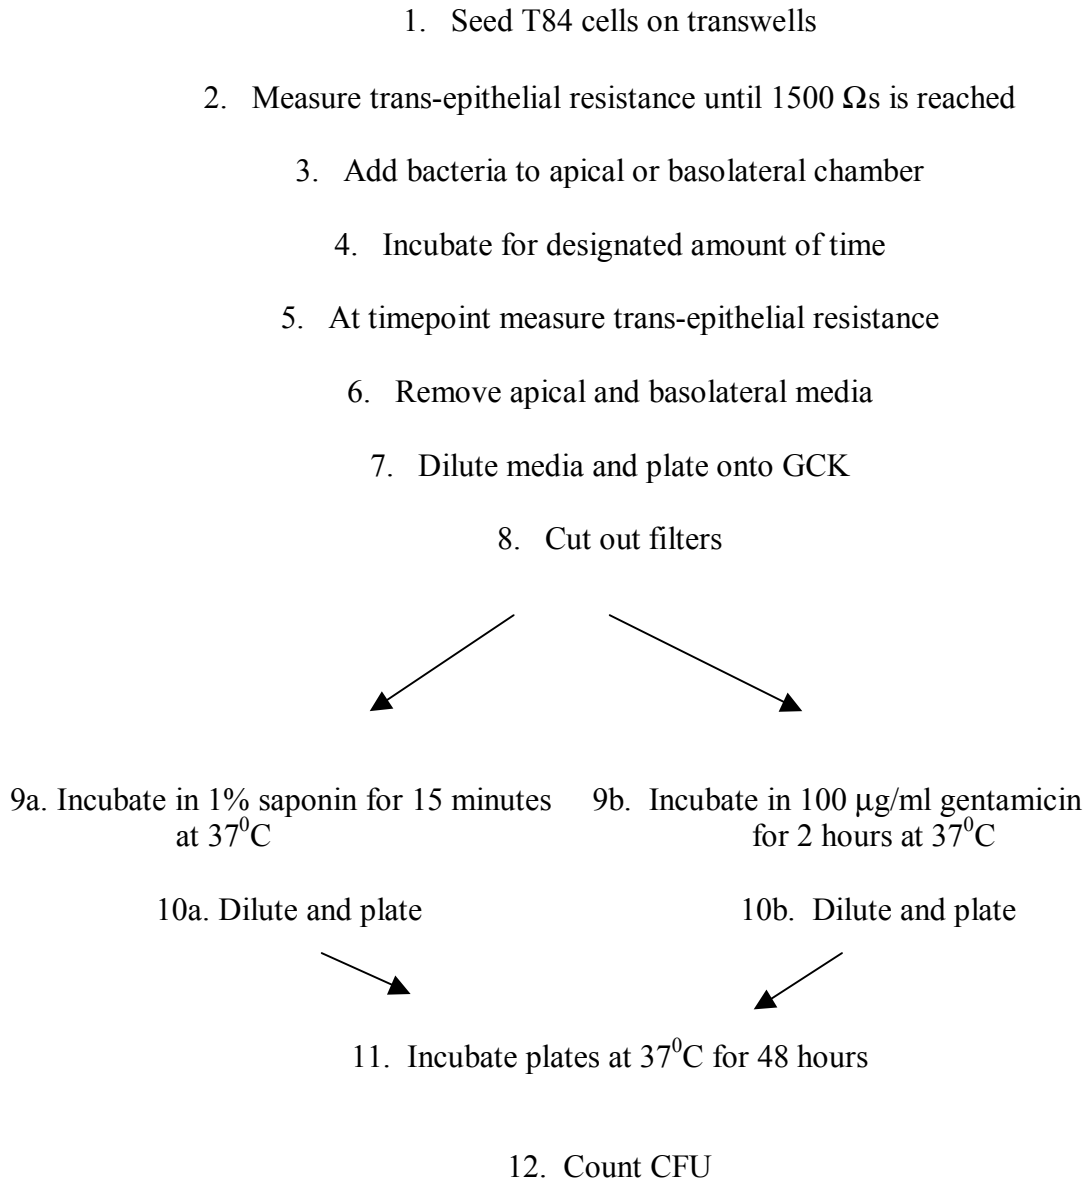 1. Seed T84 cells on transwells
2. Measure trans-epithelial resistance until 1500 Ωs is reached
3. Add bacteria to apical or basolateral chamber
4. Incubate for designated amount of time
5. At timepoint measure trans-epithelial resistance
6. Remove apical and basolateral media
7. Dilute media and plate onto GCK
8. Cut out filters
9a. Incubate in 1% saponin for 15 minutes
at 37⁰C
9b. Incubate in 100 μg/ml gentamicin
for 2 hours at 37⁰C
10a. Dilute and plate
10b. Dilute and plate
11. Incubate plates at 37⁰C for 48 hours
12. Count CFU